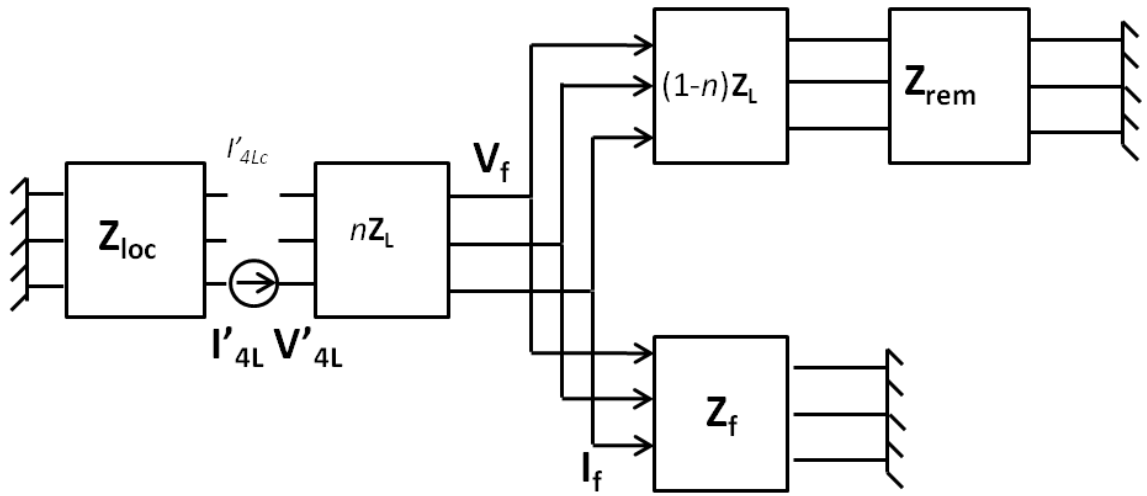 I'4Lc
Zloc
I'4L V'4L
nZL
Vf
(1-n)ZL
Zrem
Zf
If